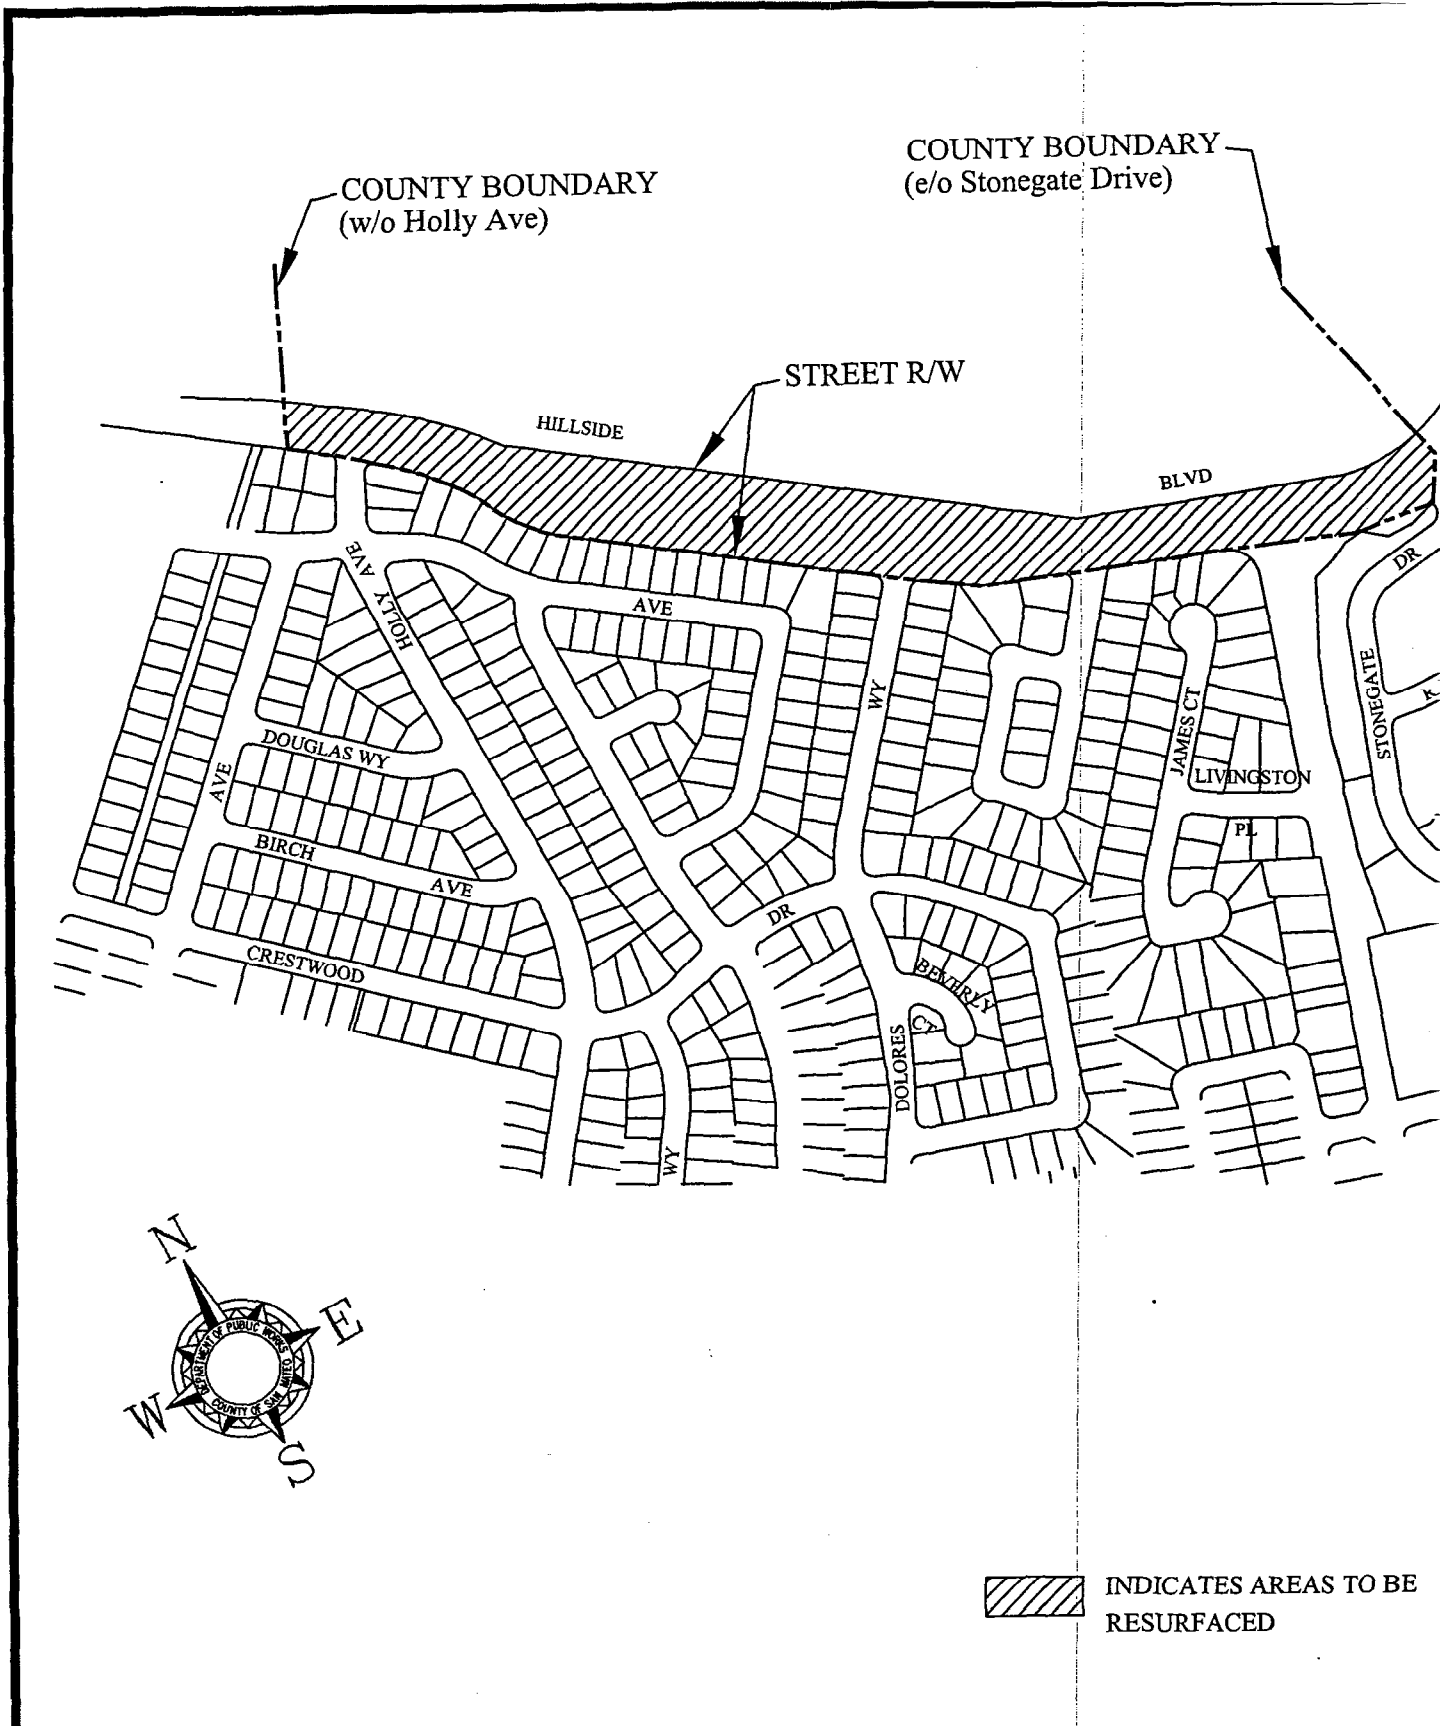 COUNTY BOUNDARY
(e/o Stonegate Drive)
COUNTY BOUNDARY
(w/o Holly Ave)
STREET R/W
HILLSIDE
BLVD
AVE
HOLLY
AVE
DR
STONEGATE
WY
JAMES CT
LIVINGSTON
PL
DOUGLAS WY
AVE
BIRCH
AVE
CRESTWOOD
DR
BEVERLY
CT
DOLORES
WY
N
E
W
S
DEPARTMENT OF PUBLIC WORKS
COUNTY OF SAN MATEO
INDICATES AREAS TO BE
RESURFACED